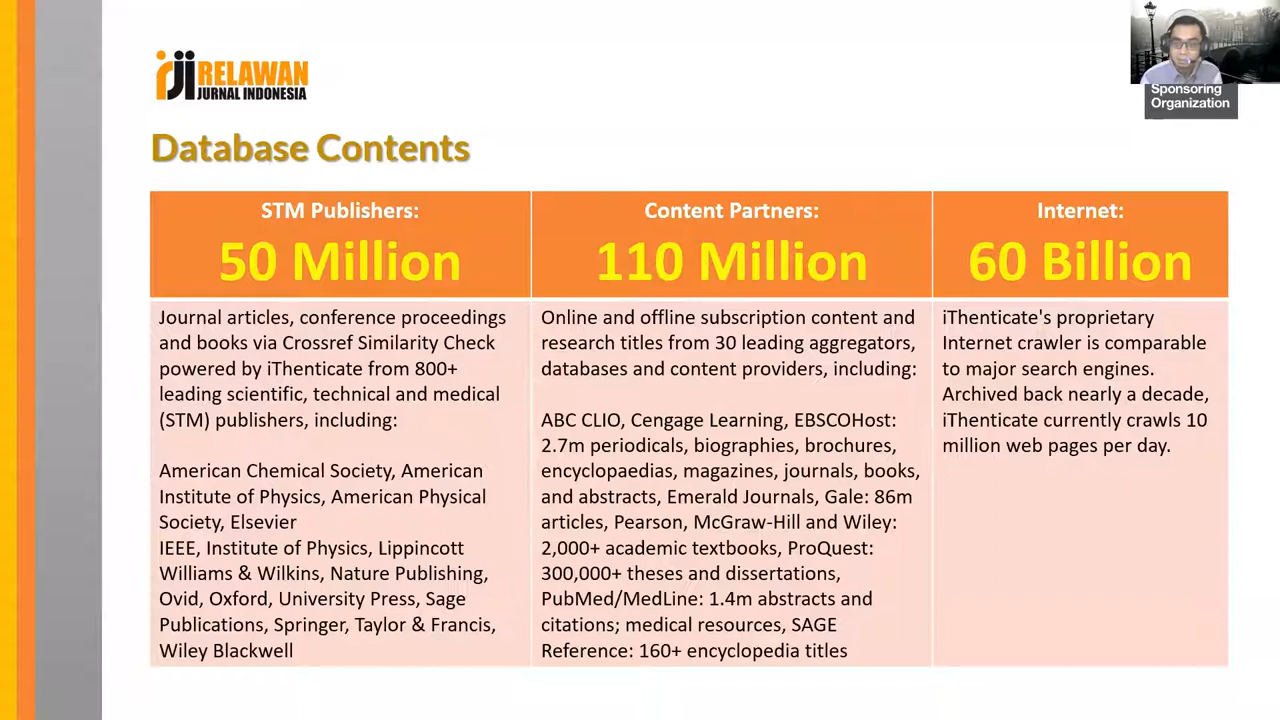 RELAWAN
JURNAL INDONESIA
Sponsoring
Organization
Database Contents
STM Publishers:
50 Million
Journal articles, conference proceedings
and books via Crossref Similarity Check
powered by iThenticate from 800+
leading scientific, technical and medical
(STM) publishers, including:
American Chemical Society, American
Institute of Physics, American Physical
Society, Elsevier
IEEE, Institute of Physics, Lippincott
Williams & Wilkins, Nature Publishing,
Ovid, Oxford, University Press, Sage
Publications, Springer, Taylor & Francis,
Wiley Blackwell
Content Partners:
110 Million
Online and offline subscription content and
research titles from 30 leading aggregators,
databases and content providers, including:
ABC CLIO, Cengage Learning, EBSCOHost:
2.7m periodicals, biographies, brochures,
encyclopaedias, magazines, journals, books,
and abstracts, Emerald Journals, Gale: 86m
articles, Pearson, McGraw-Hill and Wiley:
2,000+ academic textbooks, ProQuest:
300,000+ theses and dissertations,
PubMed/MedLine: 1.4m abstracts and
citations; medical resources, SAGE
Reference: 160+ encyclopedia titles
Internet:
60 Billion
iThenticate's proprietary
Internet crawler is comparable
to major search engines.
Archived back nearly a decade,
iThenticate currently crawls 10
million web pages per day.